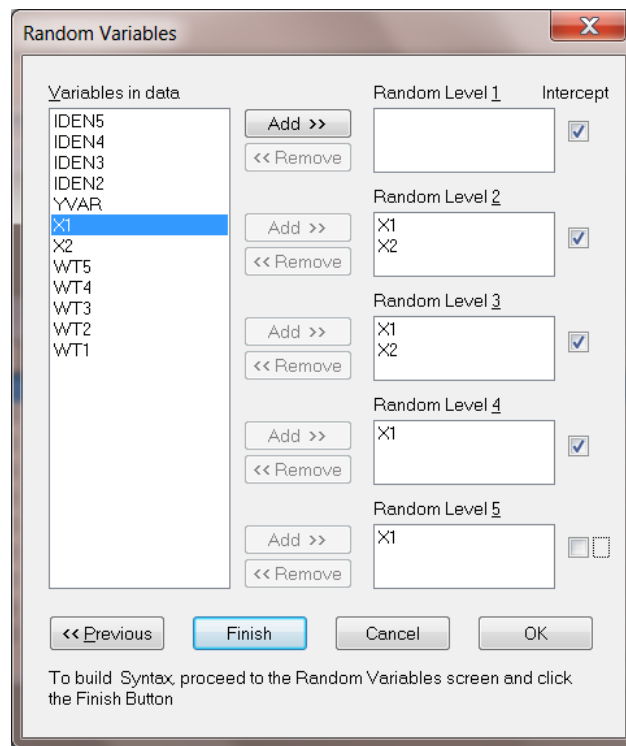 Random Variables
X
Variables in data
IDEN5
IDEN4
IDEN3
IDEN2
YVAR
X1
X2
WT5
WT4
WT3
WT2
WT1
Add >>
<< Remove
Random Level 1
Intercept
Add >>
<< Remove
Random Level 2
X1
X2
Add >>
<< Remove
Random Level 3
X1
X2
Add >>
<< Remove
Random Level 4
X1
Add >>
<< Remove
Random Level 5
X1
<< Previous
Finish
Cancel
OK
To build Syntax, proceed to the Random Variables screen and click
the Finish Button